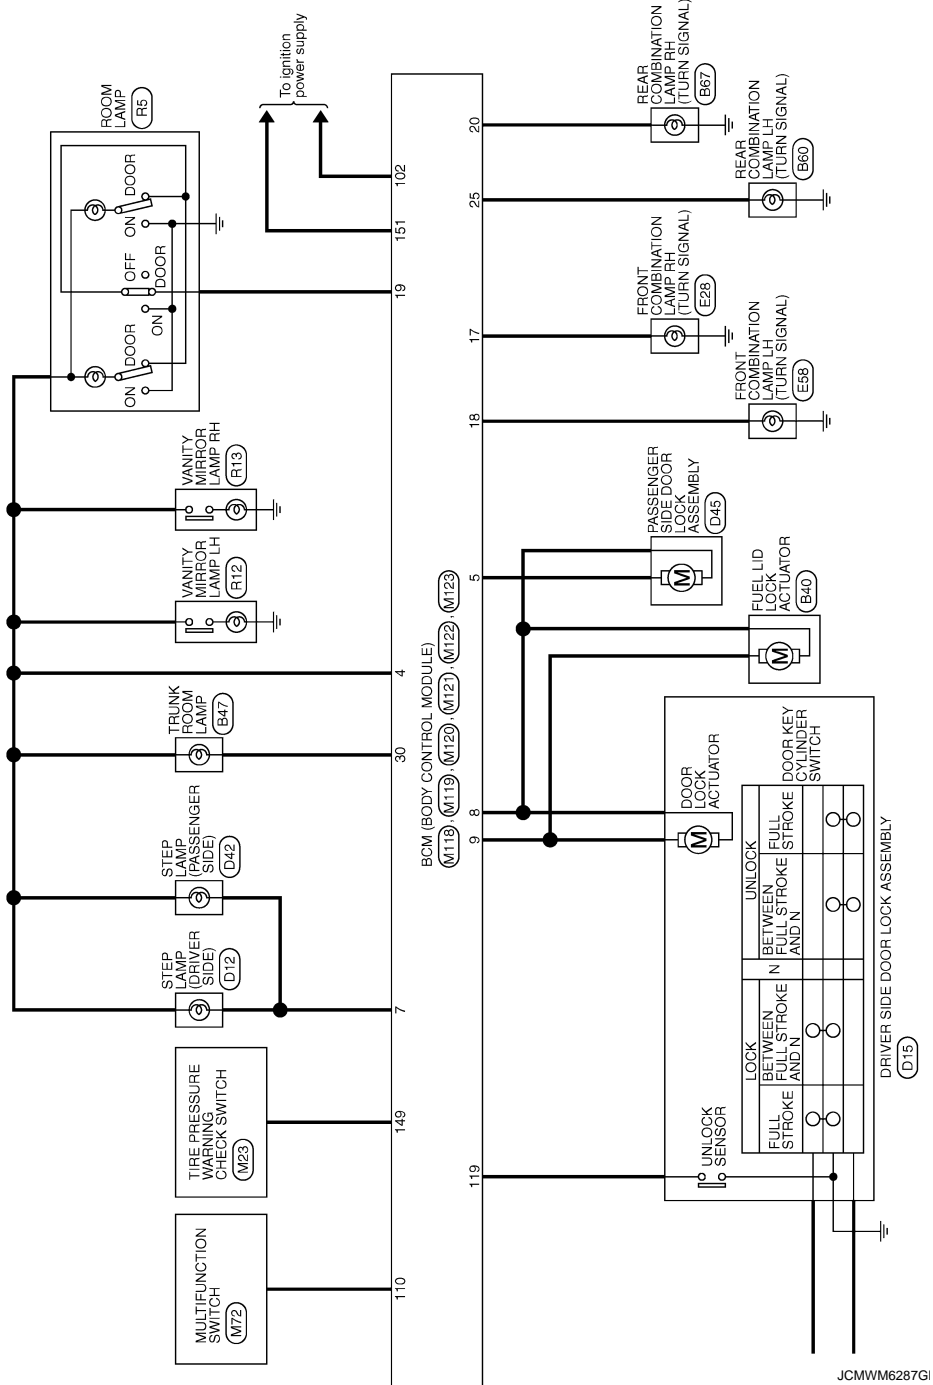 To ignition
power supply
ROOM
LAMP
R5
DOOR
ON
OFF
DOOR
ON
DOOR
ON
VANITY
MIRROR
LAMP RH
R13
VANITY
MIRROR
LAMP LH
R12
TRUNK
ROOM
LAMP
B47
STEP
LAMP
(PASSENGER
SIDE)
D42
STEP
LAMP
(DRIVER
SIDE)
D12
TIRE PRESSURE
WARNING
CHECK SWITCH
M23
MULTIFUNCTION
SWITCH
M72
102
151
19
4
30
7
149
110
BCM (BODY CONTROL MODULE)
M118, M119, M120, M121, M122, M123
20
25
17
18
5
8
9
119
REAR
COMBINATION
LAMP RH
(TURN SIGNAL)
B67
REAR
COMBINATION
LAMP LH
(TURN SIGNAL)
B60
FRONT
COMBINATION
LAMP RH
(TURN SIGNAL)
E28
FRONT
COMBINATION
LAMP LH
(TURN SIGNAL)
E58
PASSENGER
SIDE DOOR
LOCK
ASSEMBLY
D45
M
FUEL LID
LOCK
ACTUATOR
B40
M
DOOR
LOCK
ACTUATOR
M
DOOR KEY
CYLINDER
SWITCH
UNLOCK
FULL
STROKE
BETWEEN
FULL STROKE
AND N
N
LOCK
BETWEEN
FULL STROKE
AND N
FULL
STROKE
UNLOCK
SENSOR
DRIVER SIDE DOOR LOCK ASSEMBLY
D15